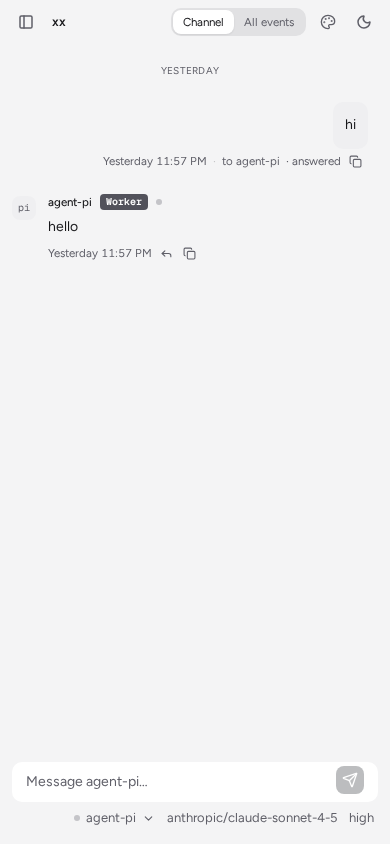 xx Channel All events
YESTERDAY
hi
Yesterday 11:57 PM · to agent-pi · answered
pi agent-pi Worker
hello
Yesterday 11:57 PM
Message agent-pi...
agent-pi anthropic/claude-sonnet-4-5 high